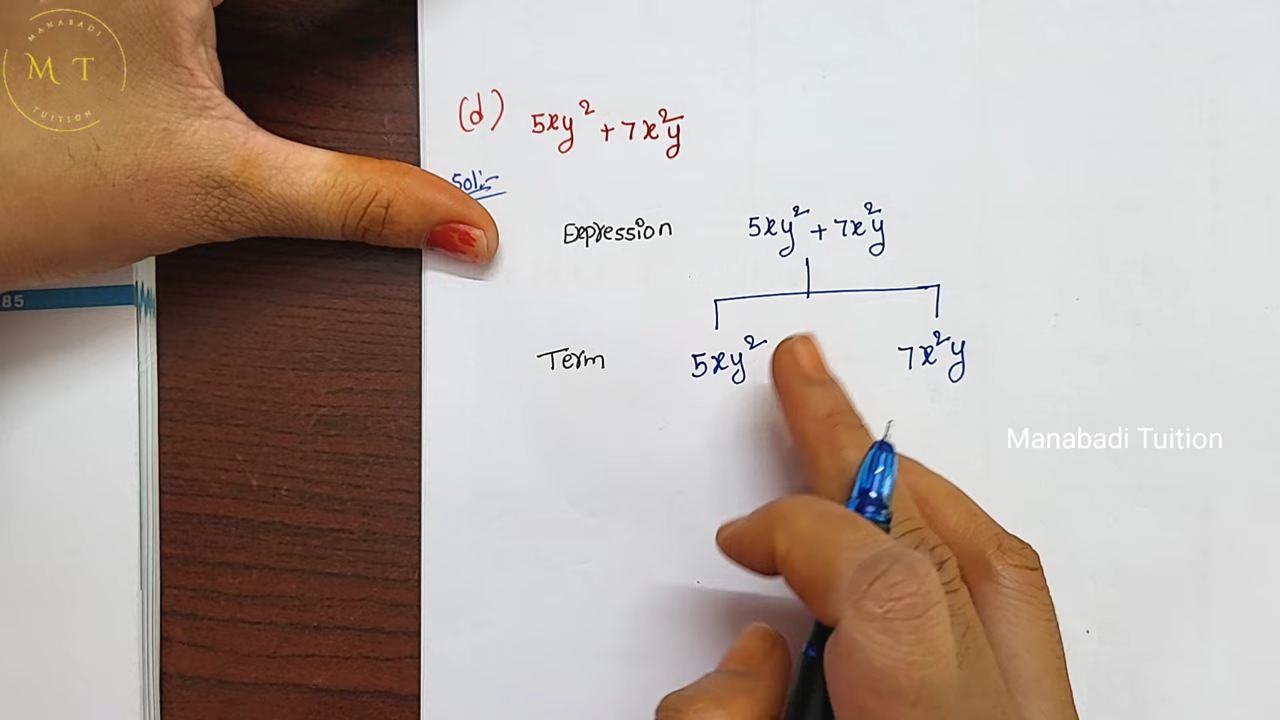 MANABADI
M T
TUITION
85
(d) 5xy² + 7x²y
Sol:-
Expression 5xy² + 7x²y
Term 5xy² 7x²y
Manabadi Tuition